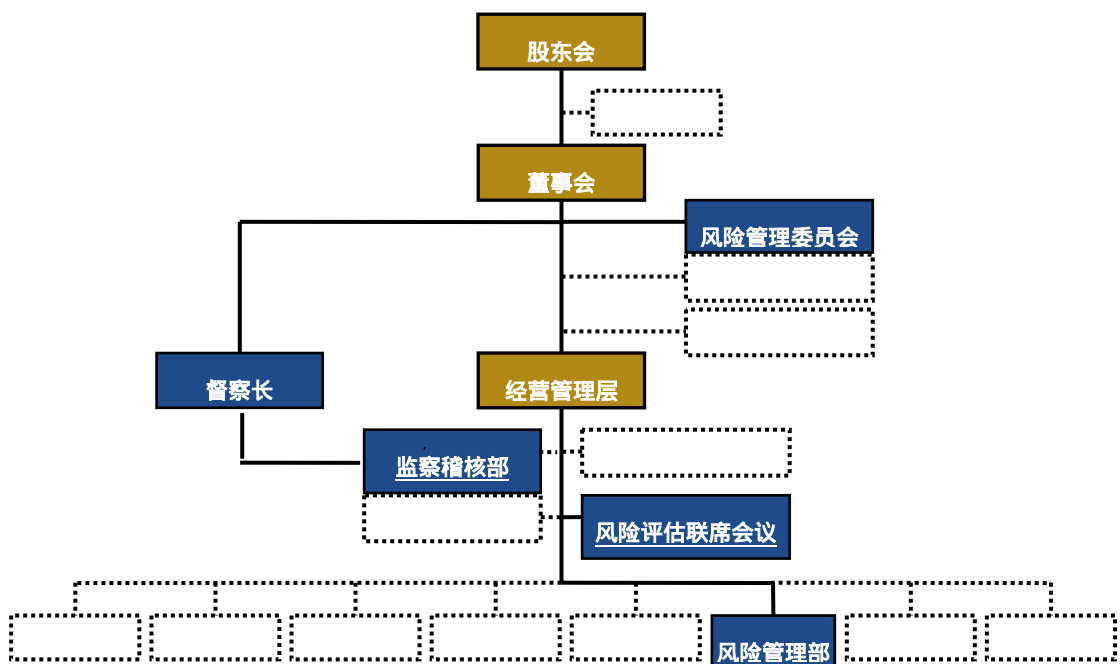 股东会
董事会
风险管理委员会
督察长
经营管理层
监察稽核部
风险评估联席会议
风险管理部